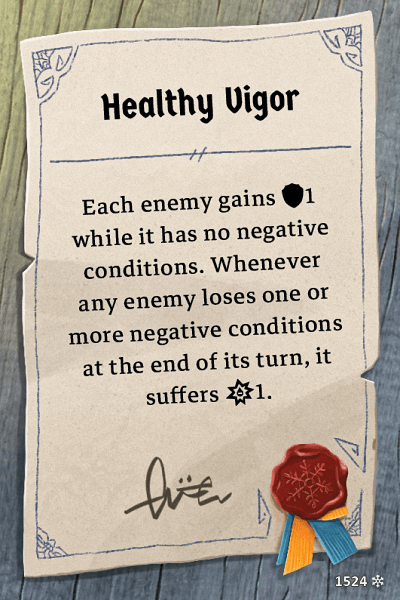 Healthy Vigor
Each enemy gains 1
while it has no negative
conditions. Whenever
any enemy loses one or
more negative conditions
at the end of its turn, it
suffers 1.
1524